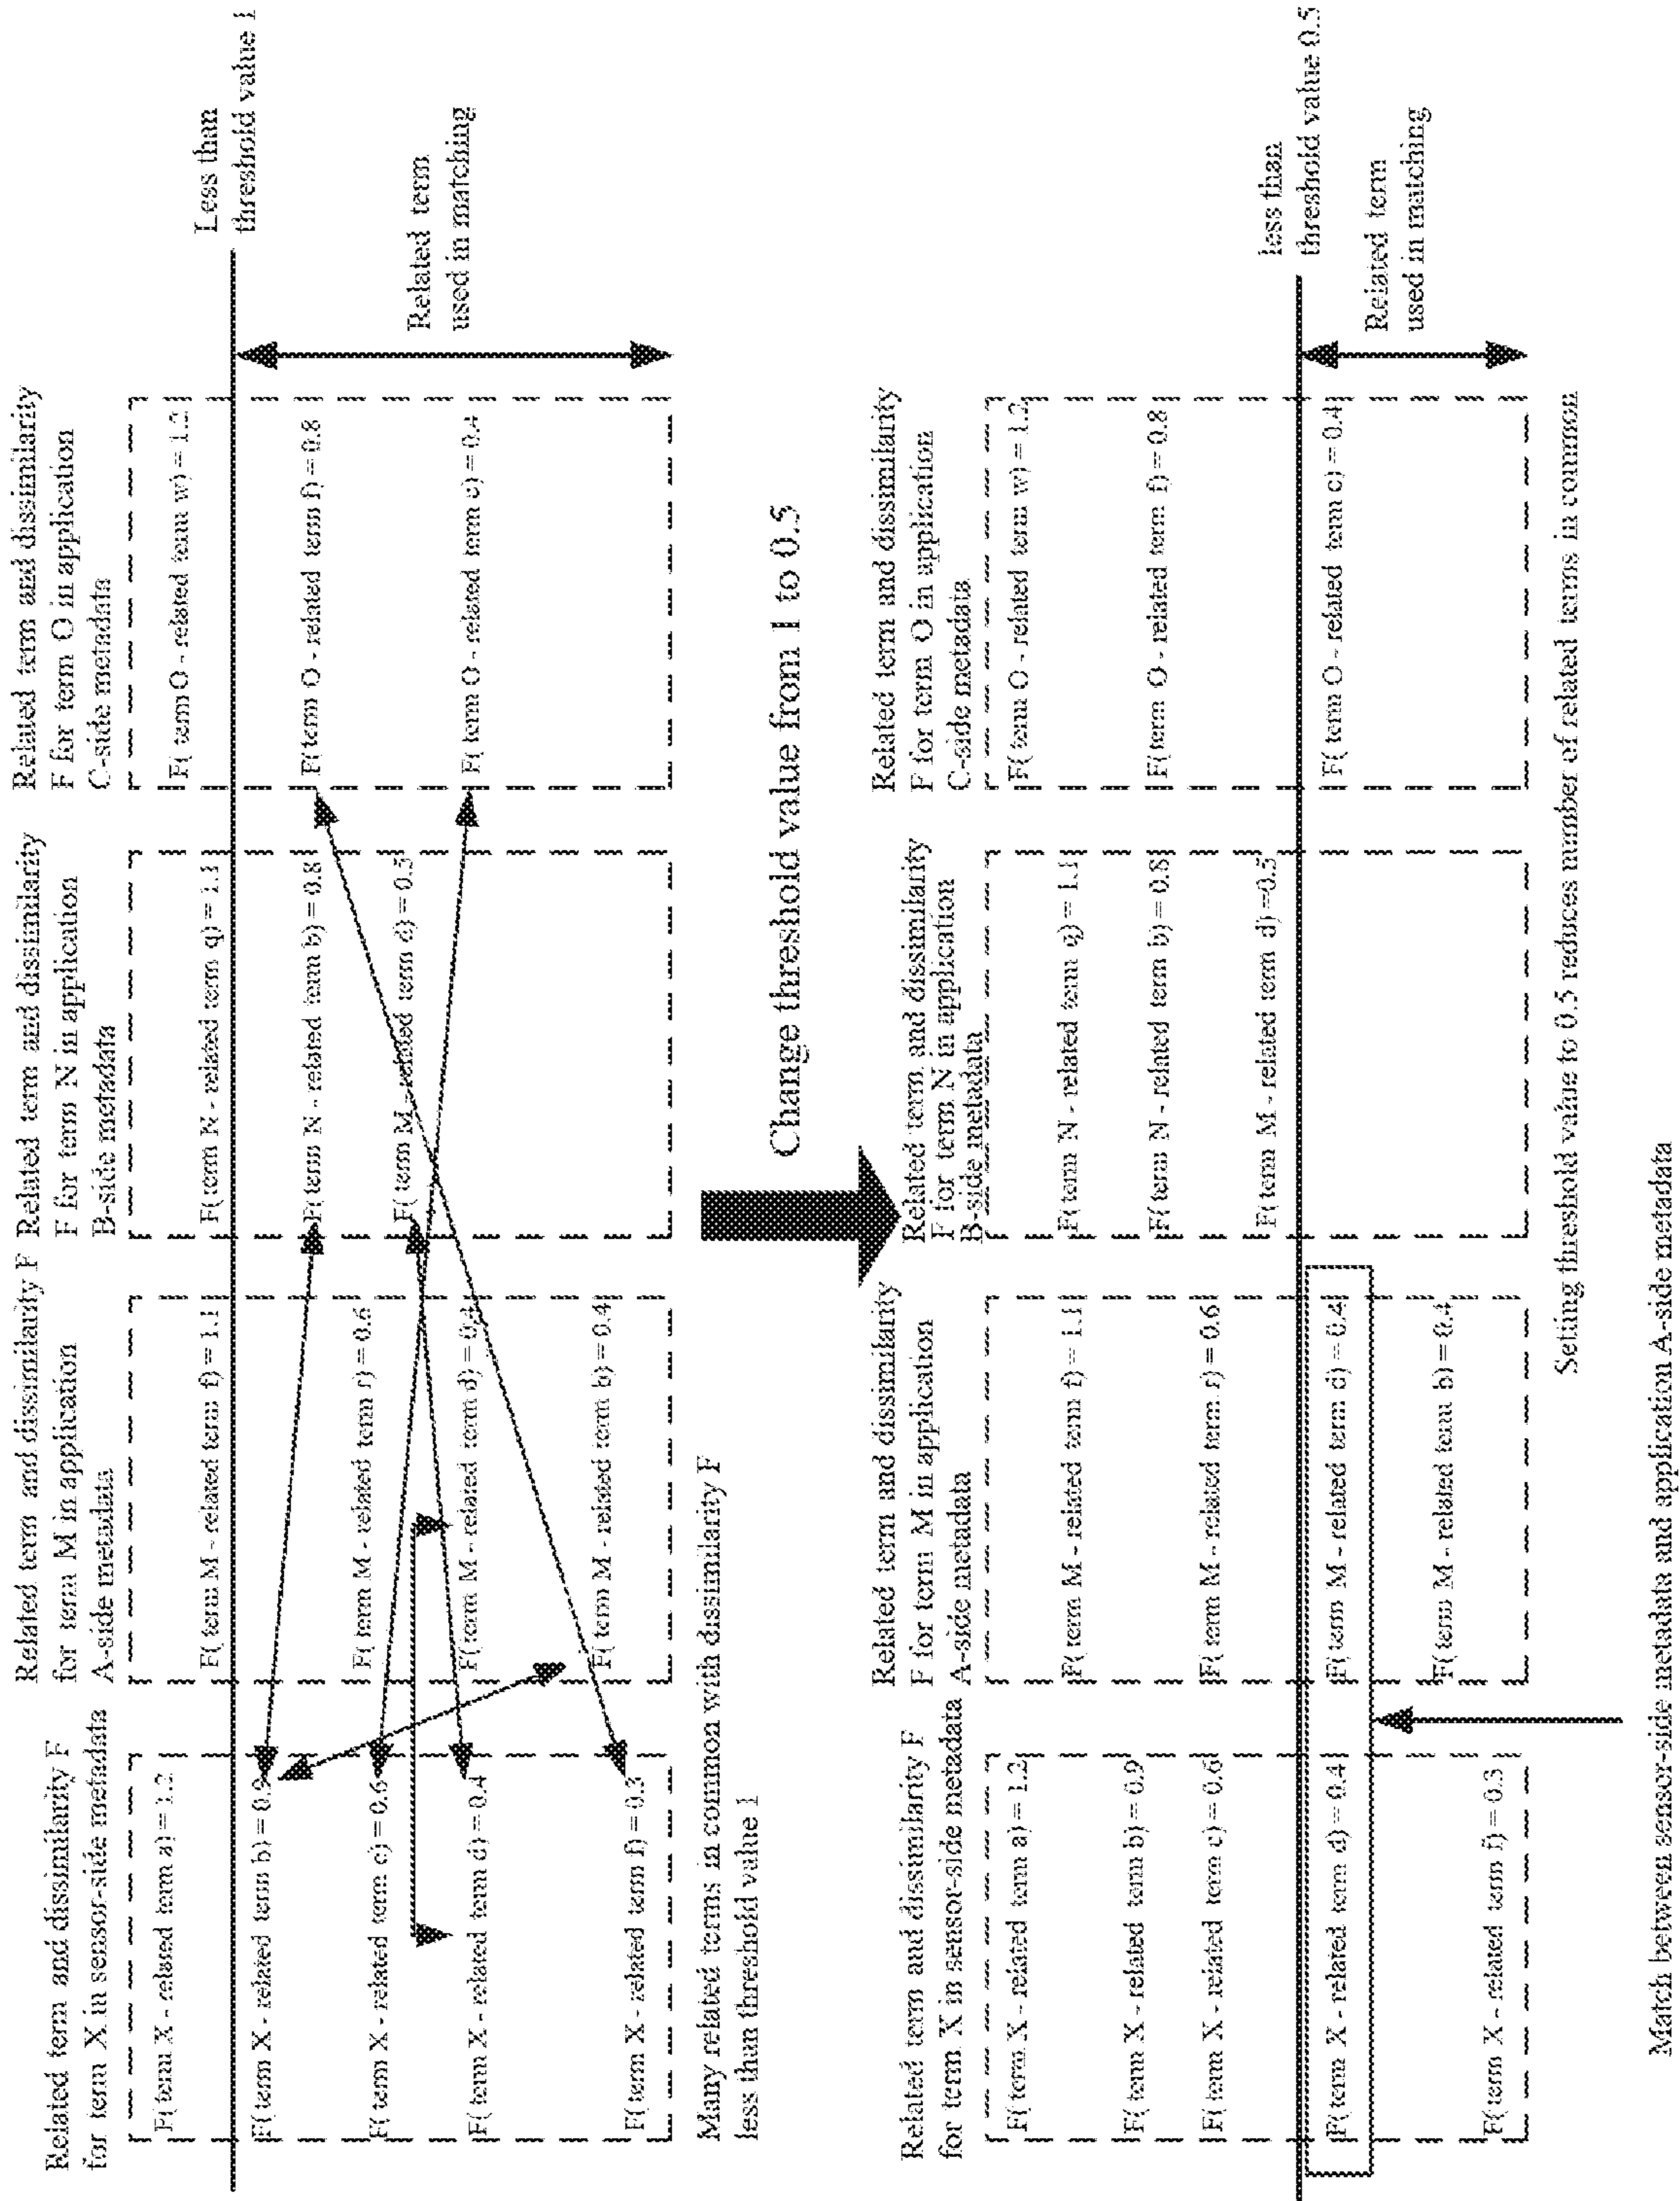 Related term and dissimilarity F
for term X in sensor-side metadata
F( term X - related term a) = 1.2
F( term X - related term b) = 0.9
F( term X - related term c) = 0.6
F( term X - related term d) = 0.4
F( term X - related term f) = 0.3
Related term and dissimilarity F
for term M in application
A-side metadata
F( term M - related term f) = 1.1
F( term M - related term r) = 0.6
F( term M - related term d) = 0.4
F( term M - related term b) = 0.4
Related term and dissimilarity
F for term N in application
B-side metadata
F( term N - related term q) = 1.1
F( term N - related term b) = 0.8
F( term M - related term d) = 0.5
Related term and dissimilarity
F for term O in application
C-side metadata
F( term O - related term w) = 1.2
F( term O - related term f) = 0.8
F( term O - related term c) = 0.4
Less than
threshold value 1
Related term
used in matching
Many related terms in common with dissimilarity F
less than threshold value 1
Change threshold value from 1 to 0.5
Related term and dissimilarity F
for term X in sensor-side metadata
F( term X - related term a) = 1.2
F( term X - related term b) = 0.9
F( term X - related term c) = 0.6
F( term X - related term d) = 0.4
F( term X - related term f) = 0.3
Related term and dissimilarity
F for term M in application
A-side metadata
F( term M - related term f) = 1.1
F( term M - related term r) = 0.6
F( term M - related term d) = 0.4
F( term M - related term b) = 0.4
Related term and dissimilarity
F for term N in application
B-side metadata
F( term N - related term q) = 1.1
F( term N - related term b) = 0.8
F( term M - related term d) =0.5
Related term and dissimilarity
F for term O in application
C-side metadata
F( term O - related term w) = 1.2
F( term O - related term f) = 0.8
F( term O - related term c) = 0.4
less than
threshold value 0.5
Related term
used in matching
Setting threshold value to 0.5 reduces number of related terms in common
Match between sensor-side metadata and application A-side metadata